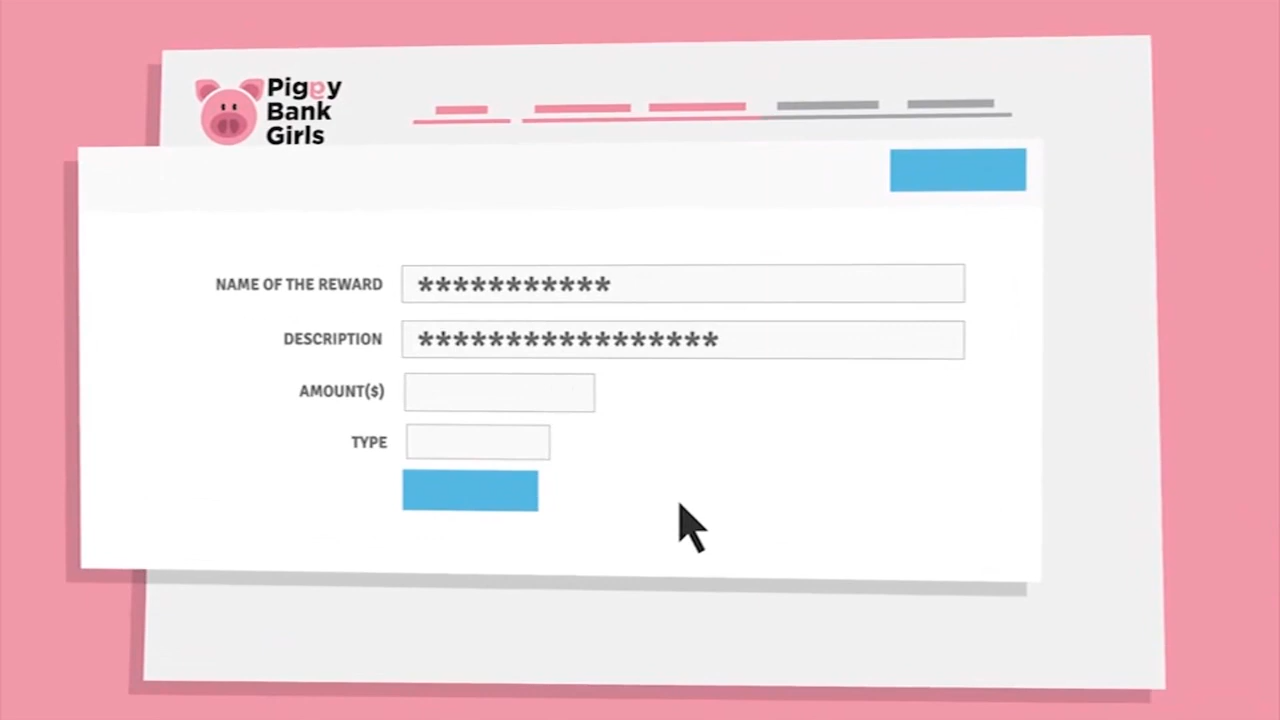 Piggy
Bank
Girls
NAME OF THE REWARD ***********
DESCRIPTION *****************
AMOUNT($)
TYPE